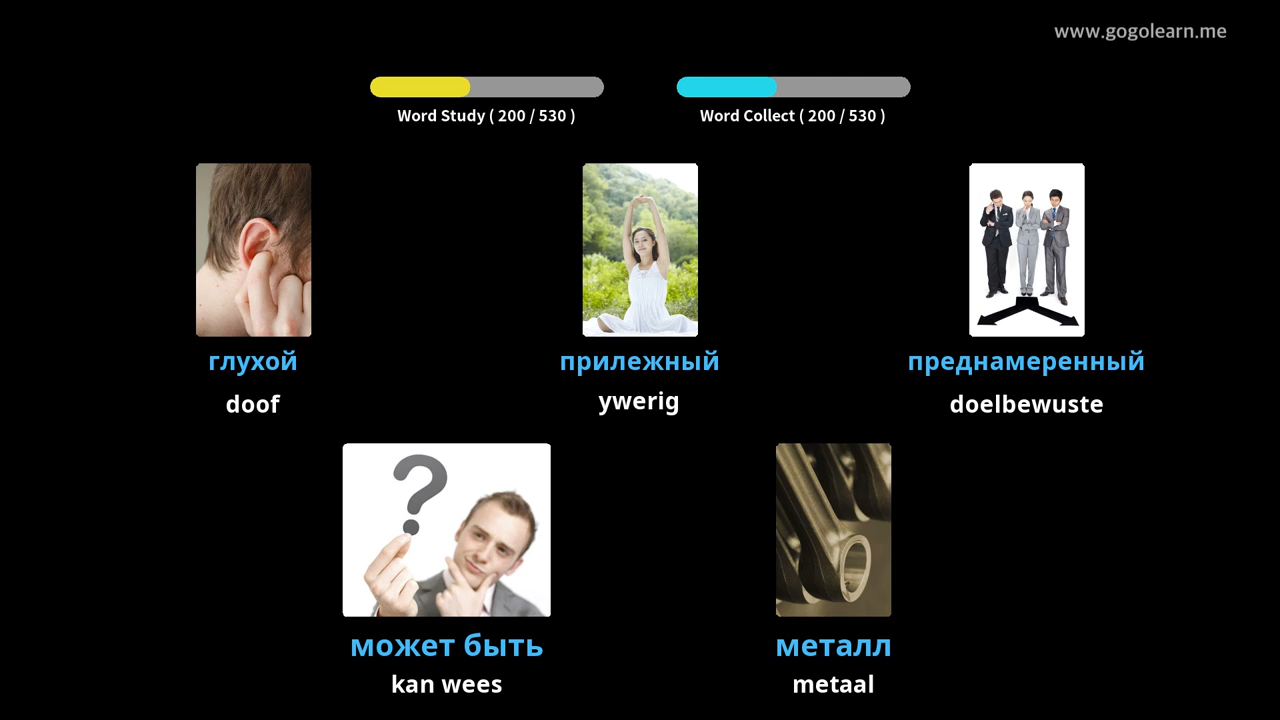 www.gogolearn.me
Word Study ( 200 / 530 )
Word Collect ( 200 / 530 )
глухой
прилежный
преднамеренный
doof
ywerig
doelbewuste
?
может быть
металл
kan wees
metaal